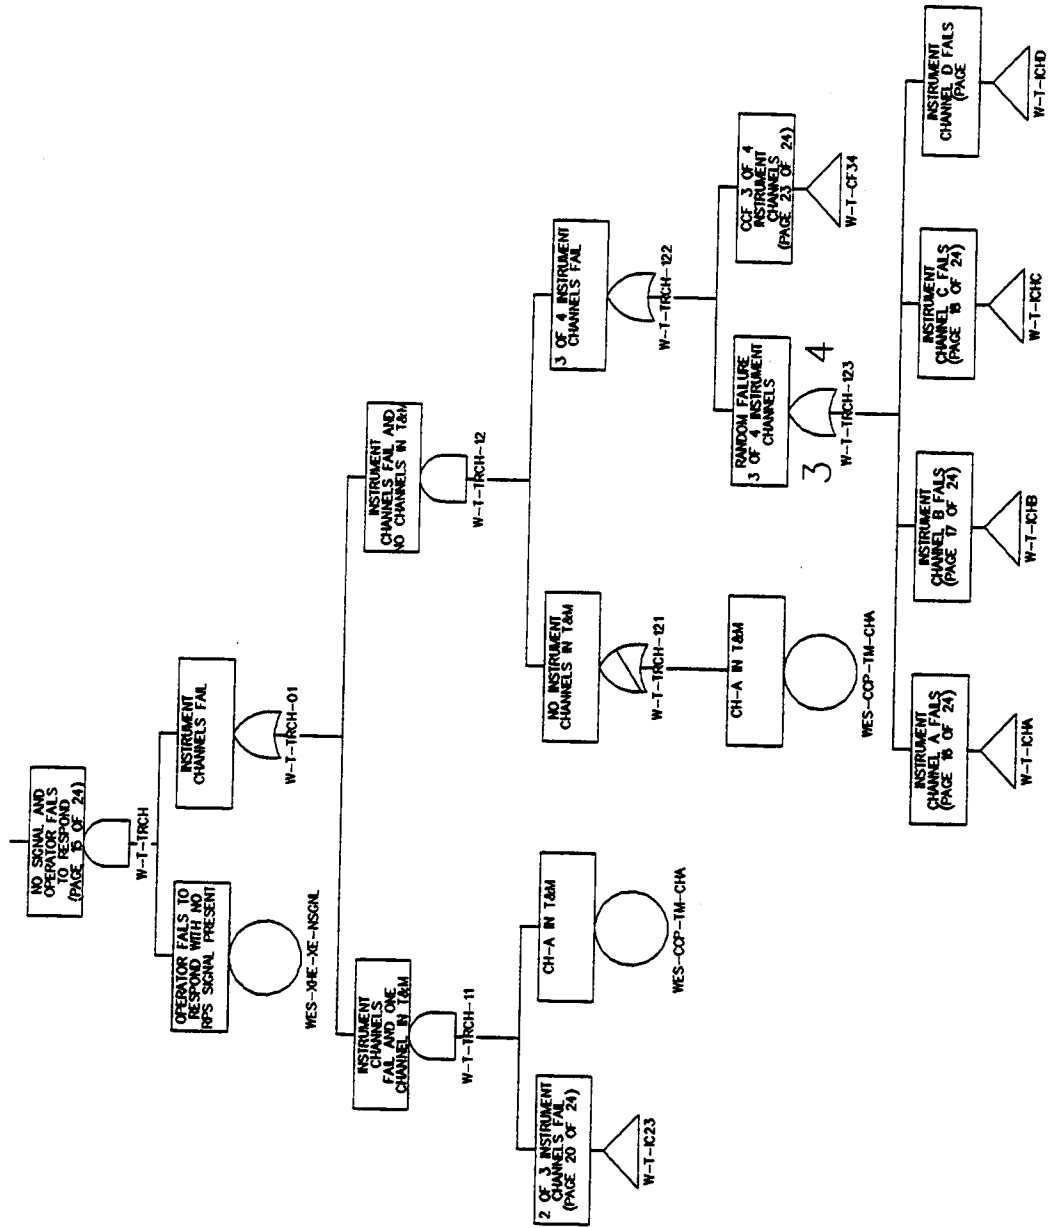 NO SIGNAL AND
OPERATOR FAILS
TO RESPOND
(PAGE 15 OF 24)
W-T-TRCH
OPERATOR FAILS TO
RESPOND WITH NO
RPS SIGNAL PRESENT
WES-XHE-XE-NSGNL
INSTRUMENT
CHANNELS FAIL
W-T-TRCH-01
INSTRUMENT
CHANNELS
FAIL AND ONE
CHANNEL IN T&M
W-T-TRCH-11
INSTRUMENT
CHANNELS FAIL AND
NO CHANNELS IN T&M
W-T-TRCH-12
2 OF 3 INSTRUMENT
CHANNELS FAIL
(PAGE 20 OF 24)
W-T-IC23
CH-A IN T&M
WES-CCP-TM-CHA
NO INSTRUMENT
CHANNELS IN T&M
W-T-TRCH-121
3 OF 4 INSTRUMENT
CHANNELS FAIL
W-T-TRCH-122
CH-A IN T&M
WES-CCP-TM-CHA
RANDOM FAILURE
3 OF 4 INSTRUMENT
CHANNELS
3 4
W-T-TRCH-123
CCF 3 OF 4
INSTRUMENT
CHANNELS
(PAGE 23 OF 24)
W-T-CF34
INSTRUMENT
CHANNEL A FAILS
(PAGE 16 OF 24)
W-T-ICHA
INSTRUMENT
CHANNEL B FAILS
(PAGE 17 OF 24)
W-T-ICHB
INSTRUMENT
CHANNEL C FAILS
(PAGE 18 OF 24)
W-T-ICHC
INSTRUMENT
CHANNEL D FAILS
(PAGE
W-T-ICHD